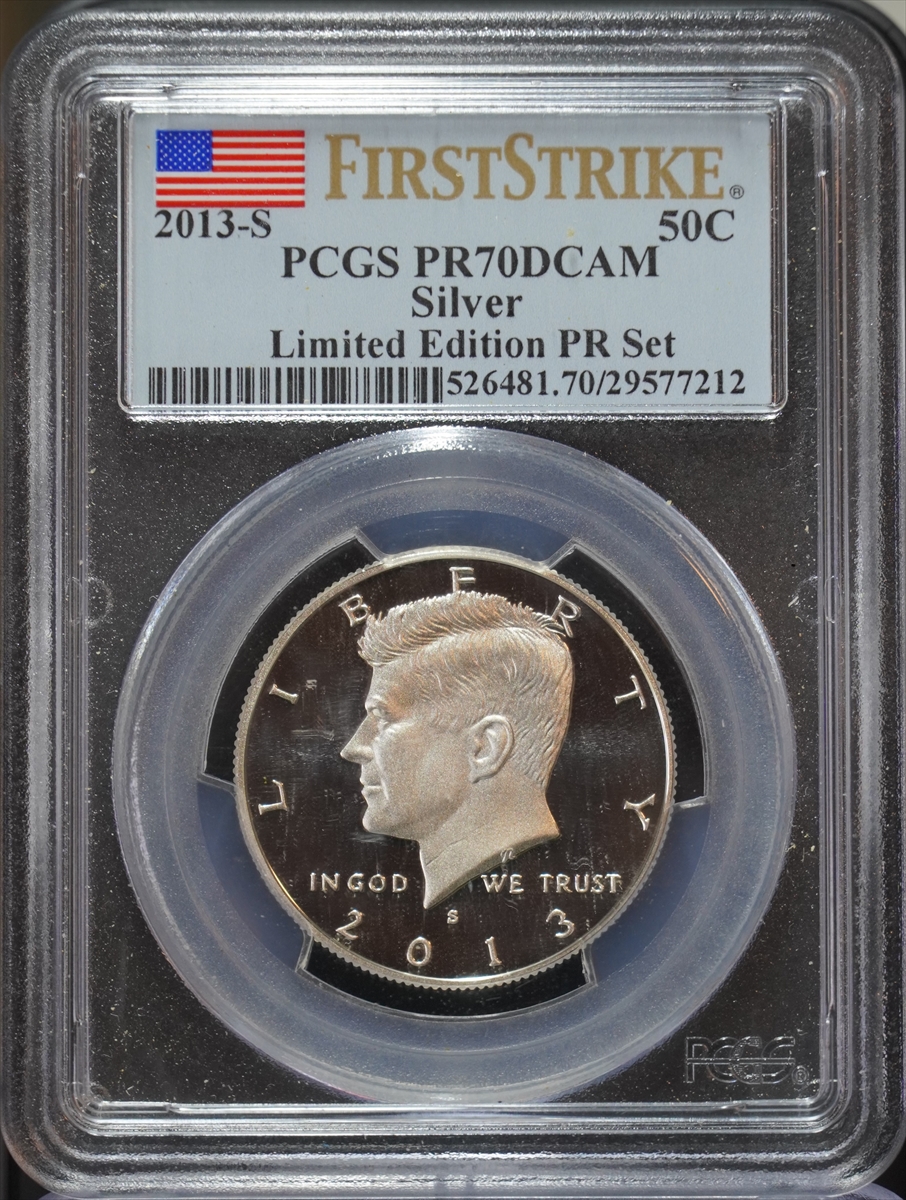 FIRSTSTRIKE®
2013-S 50C
PCGS PR70DCAM
Silver
Limited Edition PR Set
526481.70/29577212
LIBERTY
IN GOD WE TRUST
S
2013
PCGS®